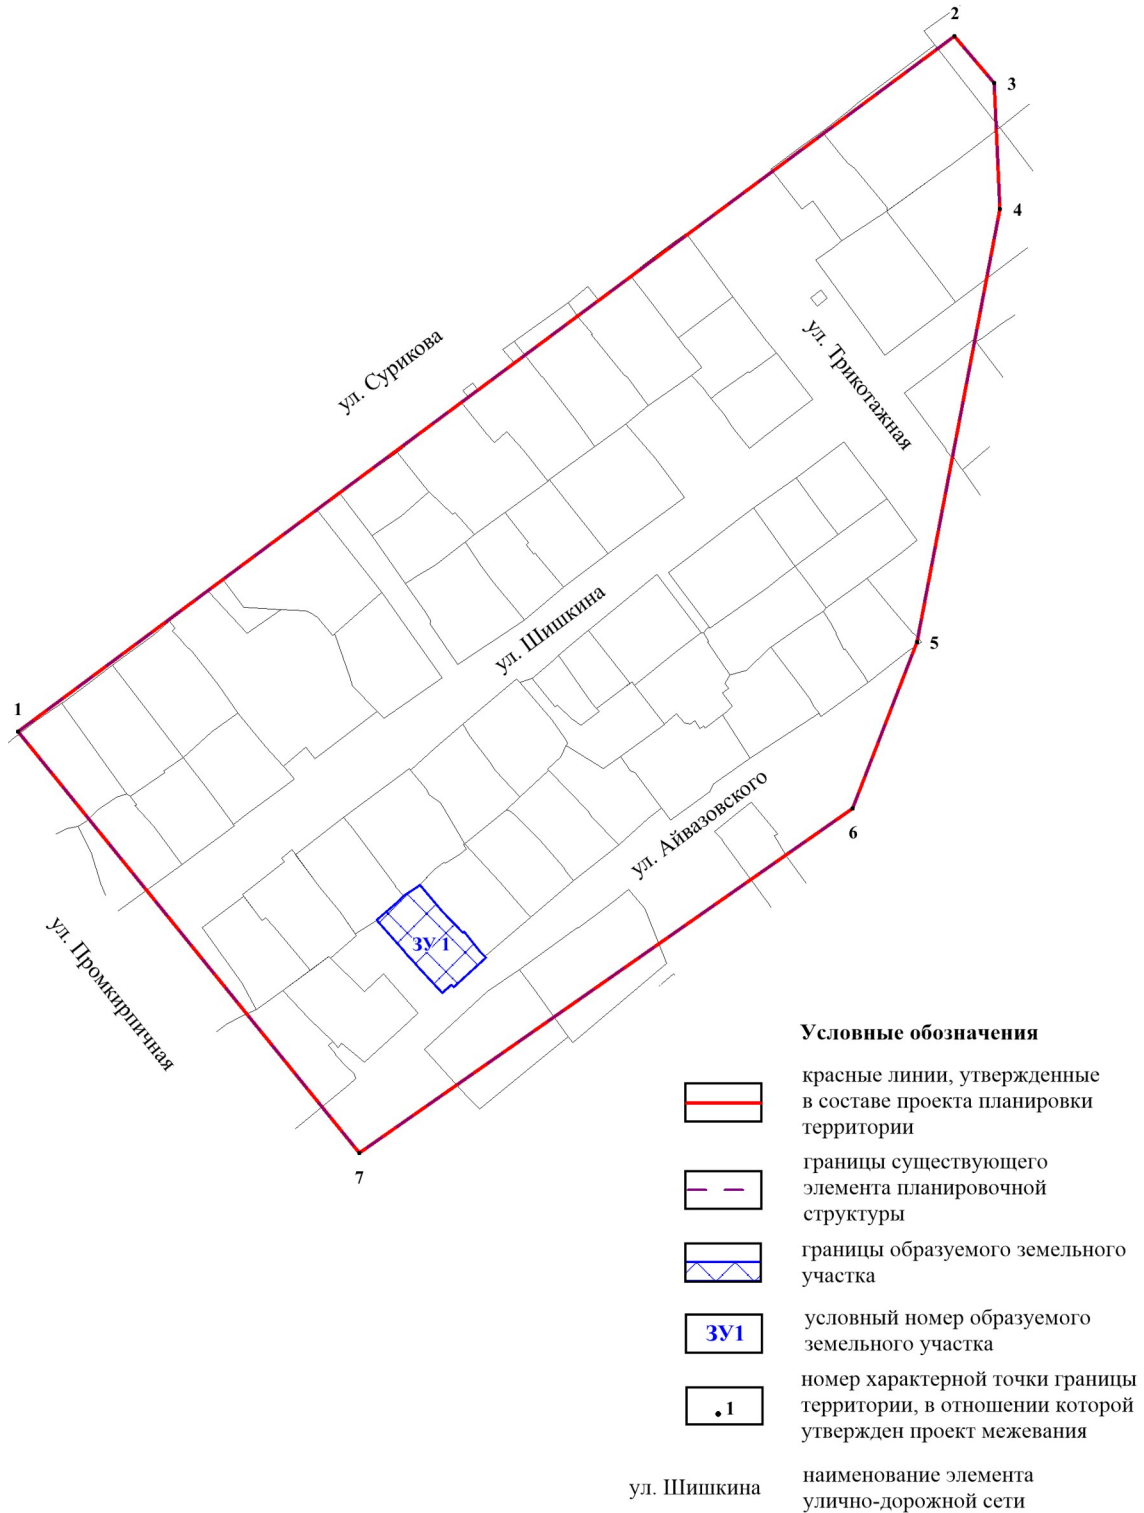 2
3
4
ул. Сурикова
ул. Трикотажная
ул. Шишкина
5
1
ул. Айвазовского
6
ЗУ 1
ул. Промкирпичная
7
Условные обозначения
красные линии, утвержденные
в составе проекта планировки
территории
границы существующего
элемента планировочной
структуры
границы образуемого земельного
участка
ЗУ1
условный номер образуемого
земельного участка
1
номер характерной точки границы
территории, в отношении которой
утвержден проект межевания
ул. Шишкина
наименование элемента
улично-дорожной сети